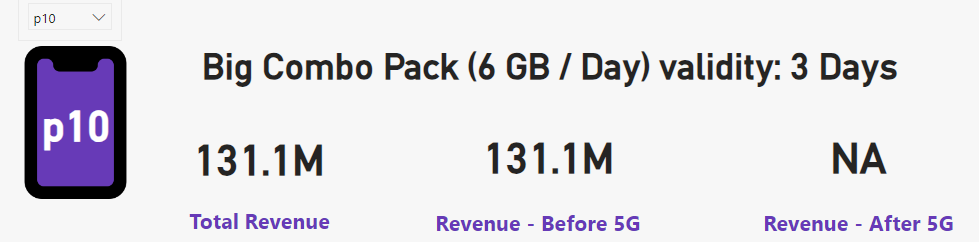 p10
p10
Big Combo Pack (6 GB / Day) validity: 3 Days
131.1M
Total Revenue
131.1M
Revenue - Before 5G
NA
Revenue - After 5G